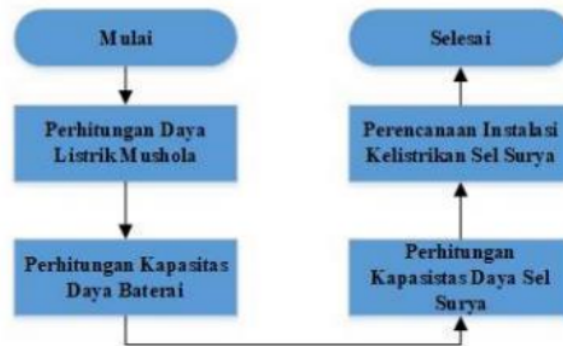 Mulai
Perhitungan Daya
Listrik Mushola
Perhitungan Kapasitas
Daya Baterai
Perhitungan
Kapasistas Daya Sel
Surya
Perencanaan Instalasi
Kelistrikan Sel Surya
Selesai